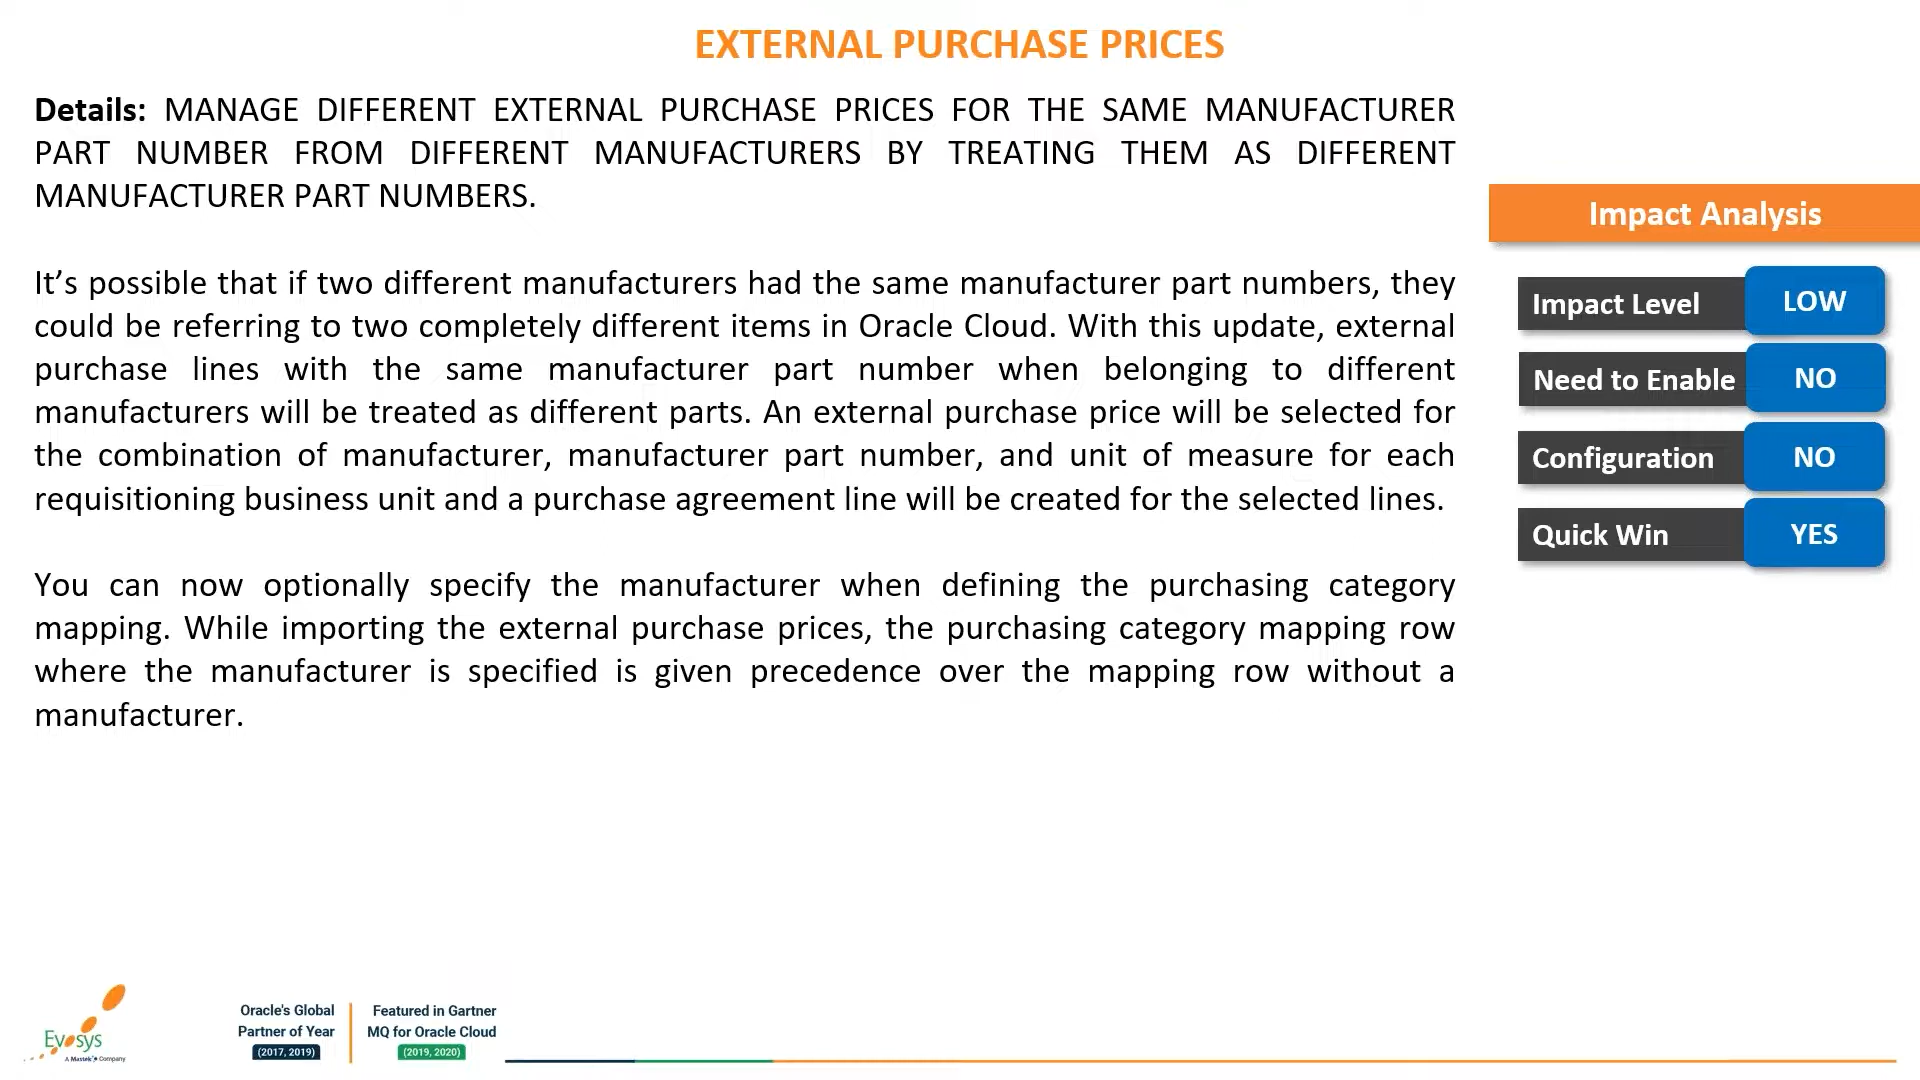 EXTERNAL PURCHASE PRICES
Details: MANAGE DIFFERENT EXTERNAL PURCHASE PRICES FOR THE SAME MANUFACTURER
PART NUMBER FROM DIFFERENT MANUFACTURERS BY TREATING THEM AS DIFFERENT
MANUFACTURER PART NUMBERS.
It’s possible that if two different manufacturers had the same manufacturer part numbers, they
could be referring to two completely different items in Oracle Cloud. With this update, external
purchase lines with the same manufacturer part number when belonging to different
manufacturers will be treated as different parts. An external purchase price will be selected for
the combination of manufacturer, manufacturer part number, and unit of measure for each
requisitioning business unit and a purchase agreement line will be created for the selected lines.
You can now optionally specify the manufacturer when defining the purchasing category
mapping. While importing the external purchase prices, the purchasing category mapping row
where the manufacturer is specified is given precedence over the mapping row without a
manufacturer.
Impact Analysis
Impact Level LOW
Need to Enable NO
Configuration NO
Quick Win YES
Evosys
A Mastek Company
Oracle's Global
Partner of Year
(2017, 2019)
Featured in Gartner
MQ for Oracle Cloud
(2019, 2020)